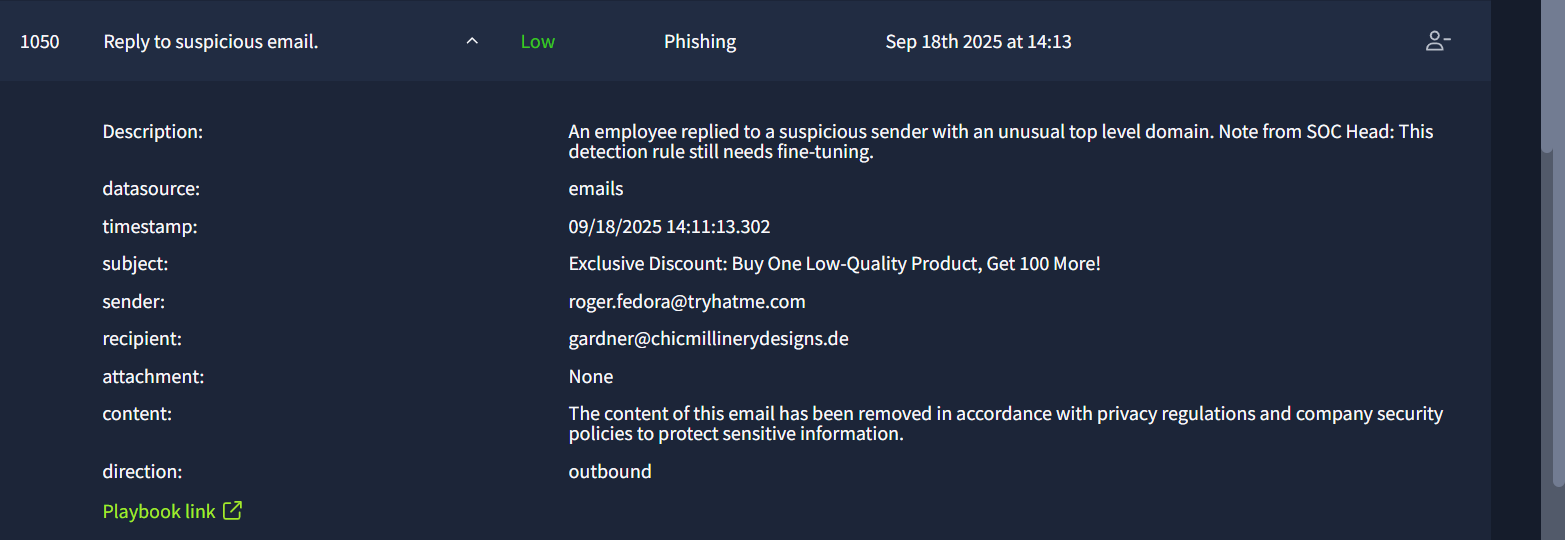 1050 Reply to suspicious email. Low Phishing Sep 18th 2025 at 14:13
Description: An employee replied to a suspicious sender with an unusual top level domain. Note from SOC Head: This
detection rule still needs fine-tuning.
datasource: emails
timestamp: 09/18/2025 14:11:13.302
subject: Exclusive Discount: Buy One Low-Quality Product, Get 100 More!
sender: roger.fedora@tryhatme.com
recipient: gardner@chicmillinerydesigns.de
attachment: None
content: The content of this email has been removed in accordance with privacy regulations and company security
policies to protect sensitive information.
direction: outbound
Playbook link